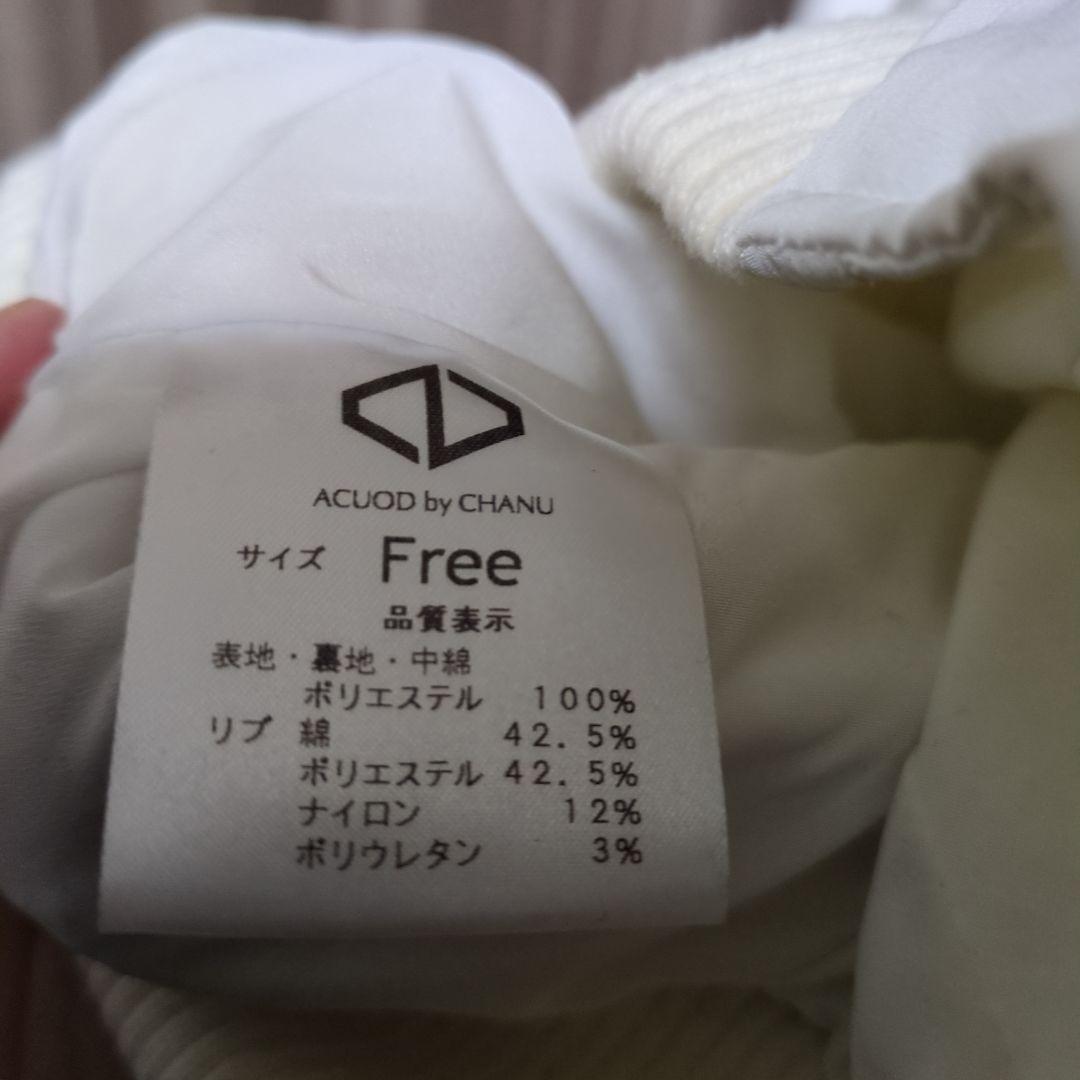 ACUOD by CHANU
サイズ Free
品質表示
表地・裏地・中綿
ポリエステル 100%
リブ 綿 42.5%
ポリエステル 42.5%
ナイロン 12%
ポリウレタン 3%